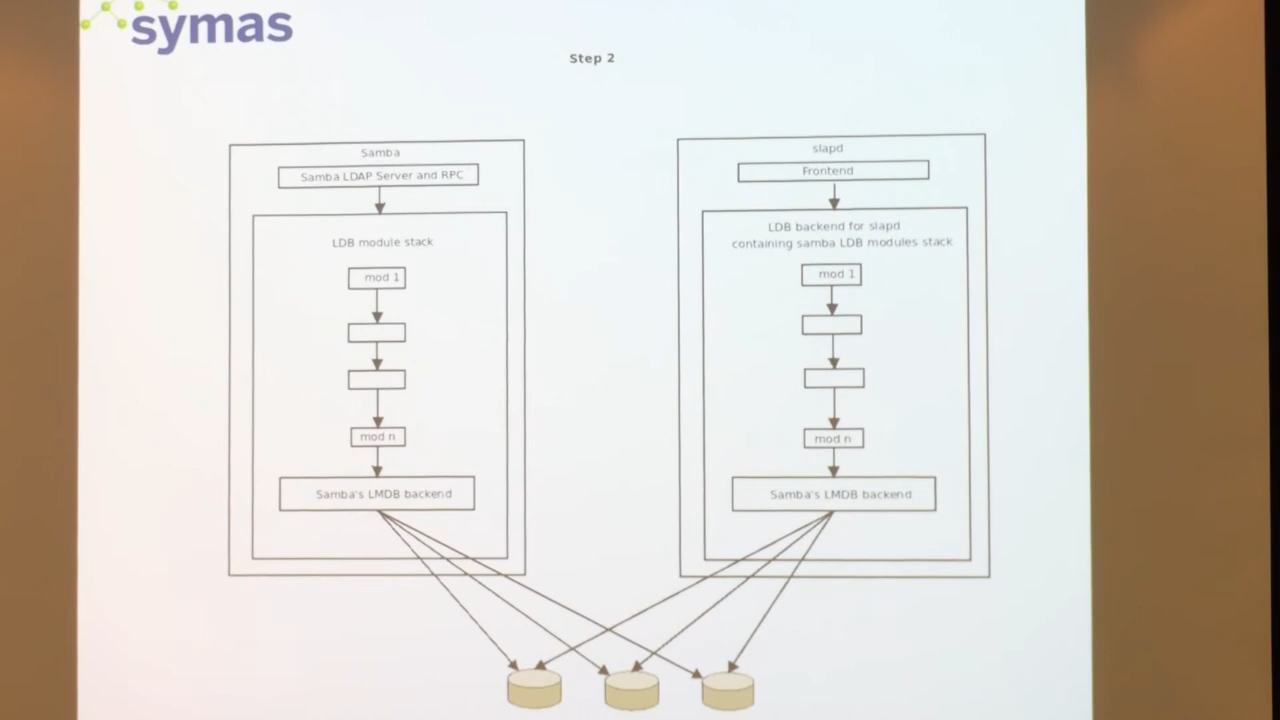 symas
Step 2
Samba
Samba LDAP Server and RPC
LDB module stack
mod 1
mod n
Samba's LMDB backend
slapd
Frontend
LDB backend for slapd
containing samba LDB modules stack
mod 1
mod n
Samba's LMDB backend